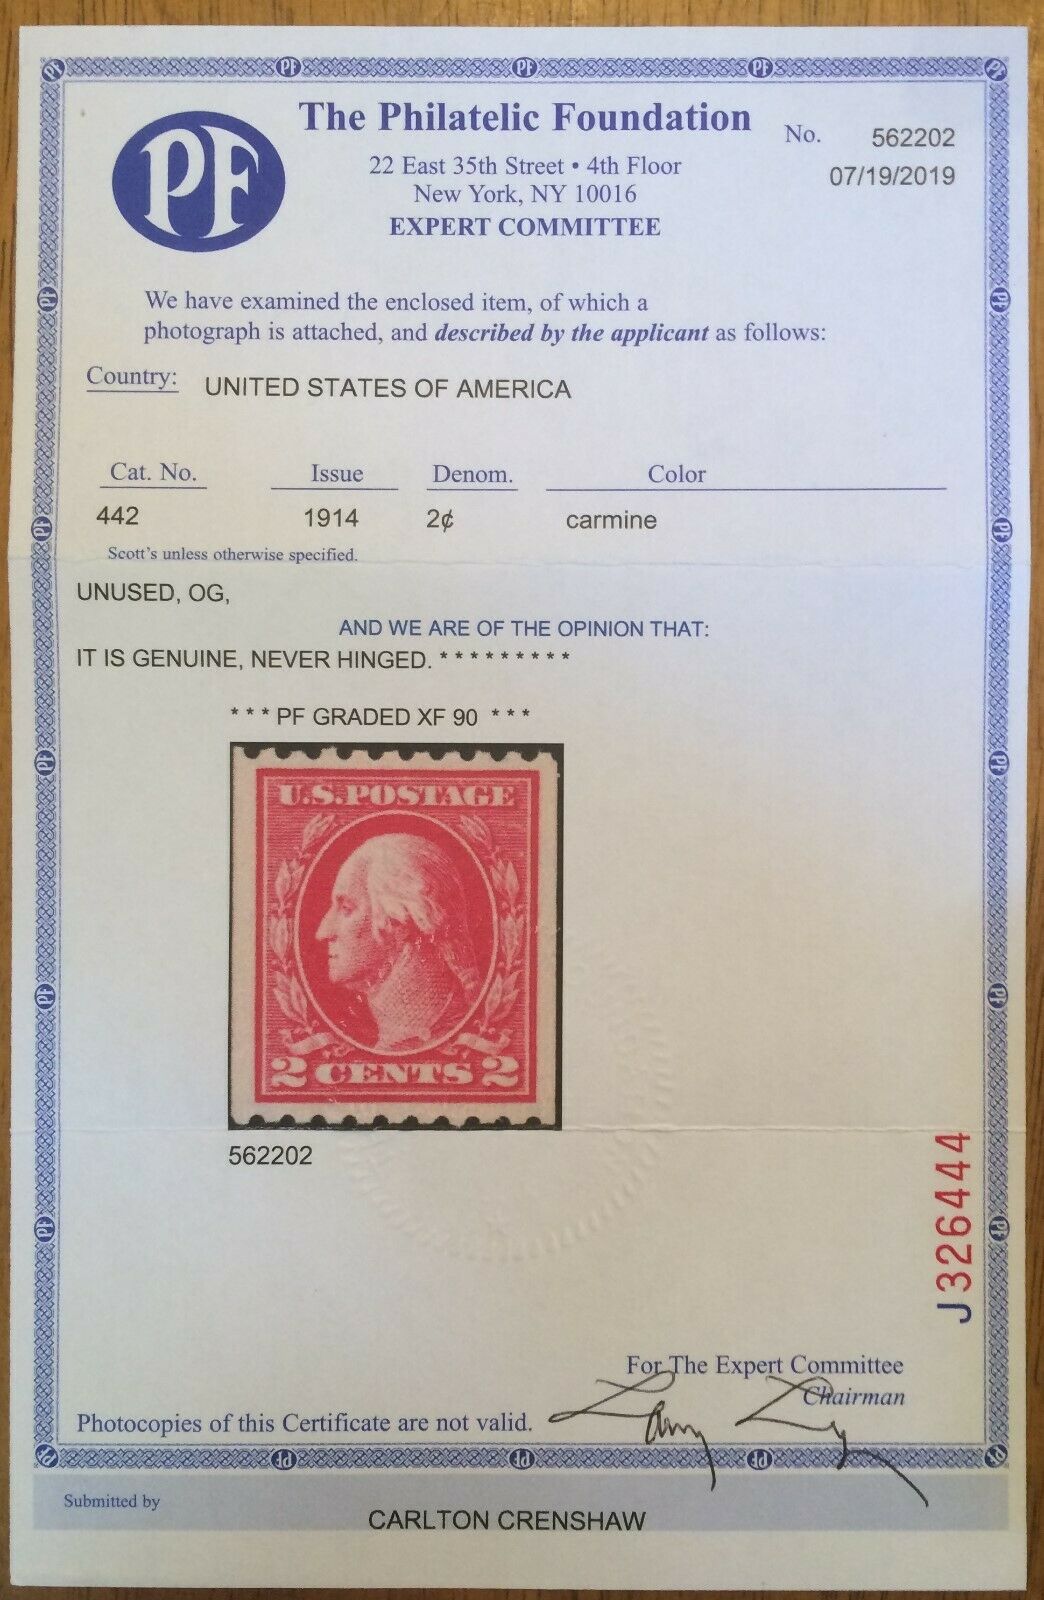 PF
The Philatelic Foundation
22 East 35th Street • 4th Floor
New York, NY 10016
EXPERT COMMITTEE
No. 562202
07/19/2019
We have examined the enclosed item, of which a
photograph is attached, and described by the applicant as follows:
Country: UNITED STATES OF AMERICA
Cat. No. Issue Denom. Color
442 1914 2¢ carmine
Scott's unless otherwise specified.
UNUSED, OG,
AND WE ARE OF THE OPINION THAT:
IT IS GENUINE, NEVER HINGED. * * * * * * * * *
* * * PF GRADED XF 90 * * *
U.S. POSTAGE
2 CENTS 2
562202
J326444
For The Expert Committee
Chairman
Photocopies of this Certificate are not valid.
Submitted by
CARLTON CRENSHAW